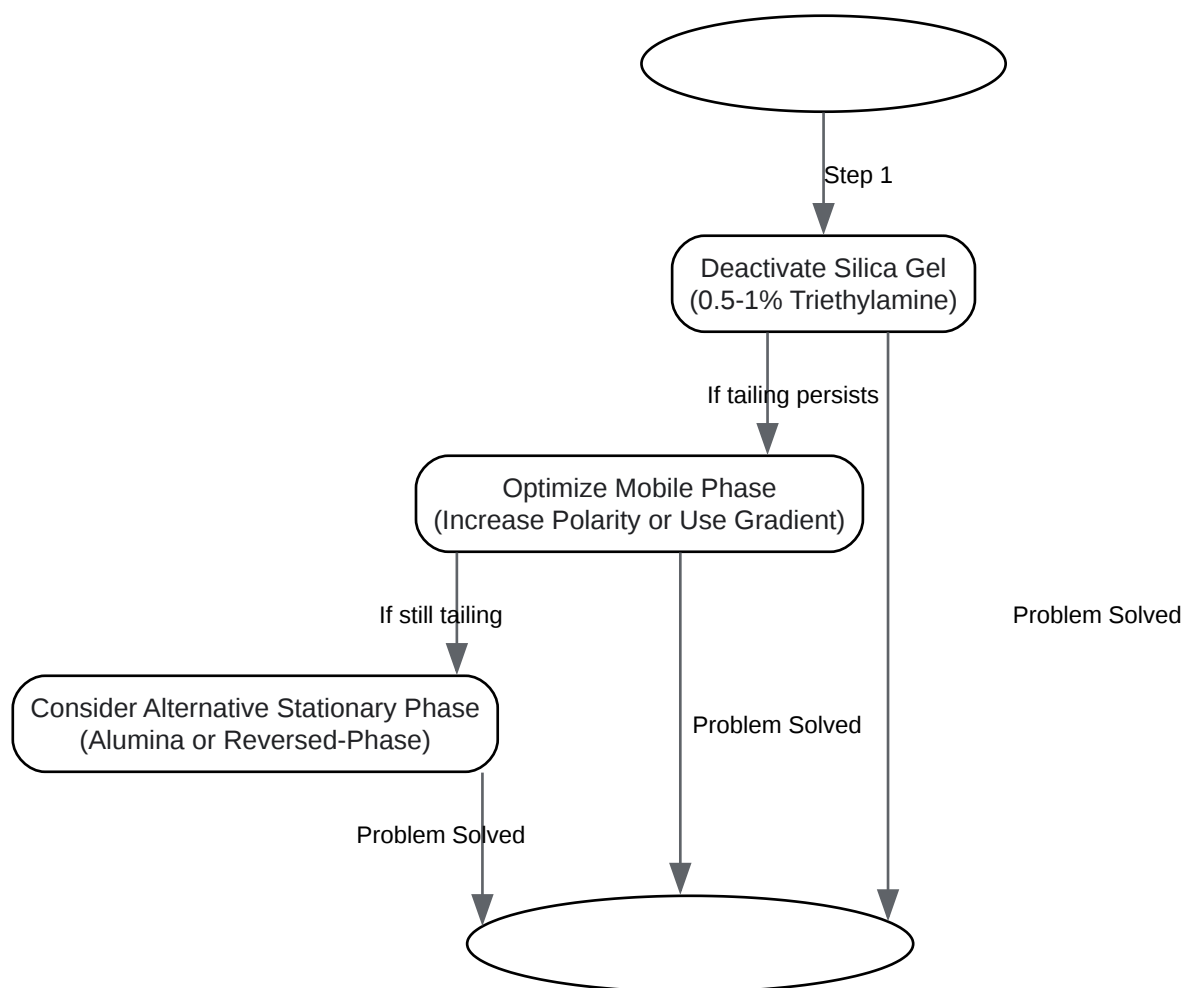 Step 1
Deactivate Silica Gel
(0.5-1% Triethylamine)
If tailing persists
Optimize Mobile Phase
(Increase Polarity or Use Gradient)
If still tailing
Problem Solved
Consider Alternative Stationary Phase
(Alumina or Reversed-Phase)
Problem Solved
Problem Solved